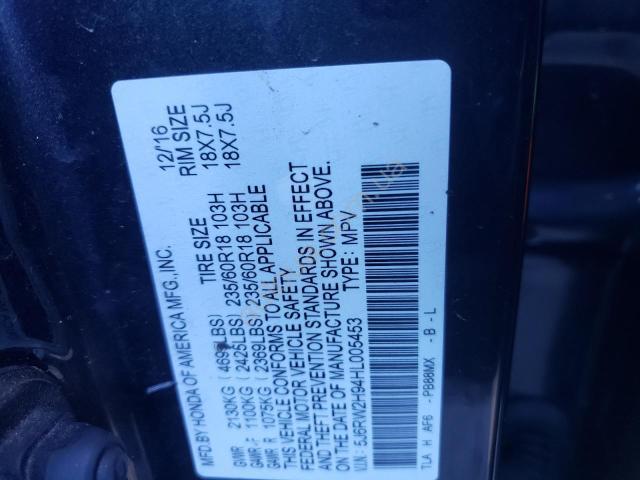 MFD.BY HONDA OF AMERICA MFG.,INC. 12/'16
TIRE SIZE RIM SIZE
GVWR 2130KG ( 4695LBS) 235/60R18 103H 18X7.5J
GAWR-F 1100KG ( 2425LBS) 235/60R18 103H 18X7.5J
GAWR R 1075KG ( 2369LBS)
THIS VEHICLE CONFORMS TO ALL APPLICABLE
FEDERAL MOTOR VEHICLE SAFETY
AND THEFT PREVENTION STANDARDS IN EFFECT
ON THE DATE OF MANUFACTURE SHOWN ABOVE.
V.I.N.: 5J6RW2H94HL005453 TYPE: MPV
TLA H AF6 -PB88MX -B-L